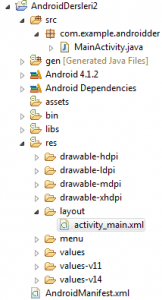 AndroidDersleri2
src
com.example.androidder
MainActivity.java
gen [Generated Java Files]
Android 4.1.2
Android Dependencies
assets
bin
libs
res
drawable-hdpi
drawable-ldpi
drawable-mdpi
drawable-xhdpi
layout
activity_main.xml
menu
values
values-v11
values-v14
AndroidManifest.xml